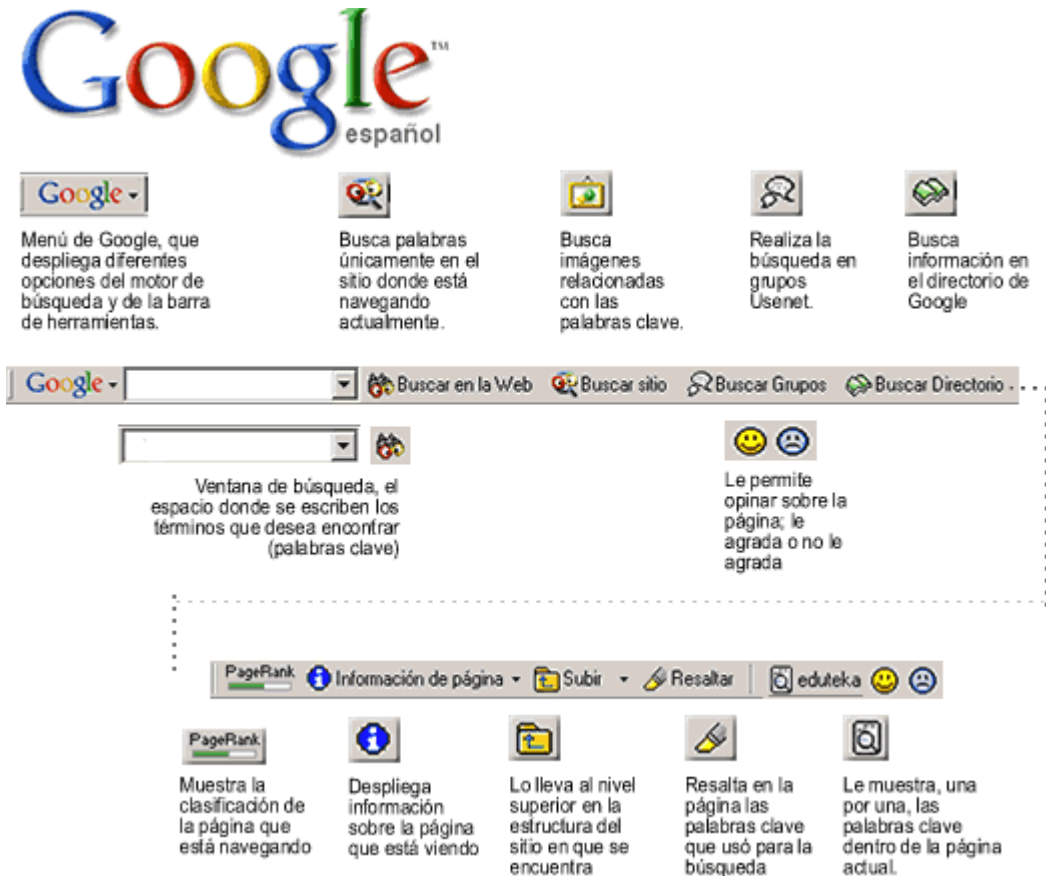 Google™
español
Google
Menú de Google, que
despliega diferentes
opciones del motor de
búsqueda y de la barra
de herramientas.
Busca palabras
únicamente en el
sitio donde está
navegando
actualmente.
Busca
imágenes
relacionadas
con las
palabras clave.
Realiza la
búsqueda en
grupos
Usenet.
Busca
información en
el directorio de
Google
Google Buscar en la Web Buscar sitio Buscar Grupos Buscar Directorio
Ventana de búsqueda, el
espacio donde se escriben los
términos que desea encontrar
(palabras clave)
Le permite
opinar sobre la
página; le
agrada o no le
agrada
PageRank Información de página Subir Resaltar eduteka
PageRank
Muestra la
clasificación de
la página que
está navegando
Despliega
información
sobre la página
que está viendo
Lo lleva al nivel
superior en la
estructura del
sitio en que se
encuentra
Resalta en la
página las
palabras clave
que usó para la
búsqueda
Le muestra, una
por una, las
palabras clave
dentro de la página
actual.